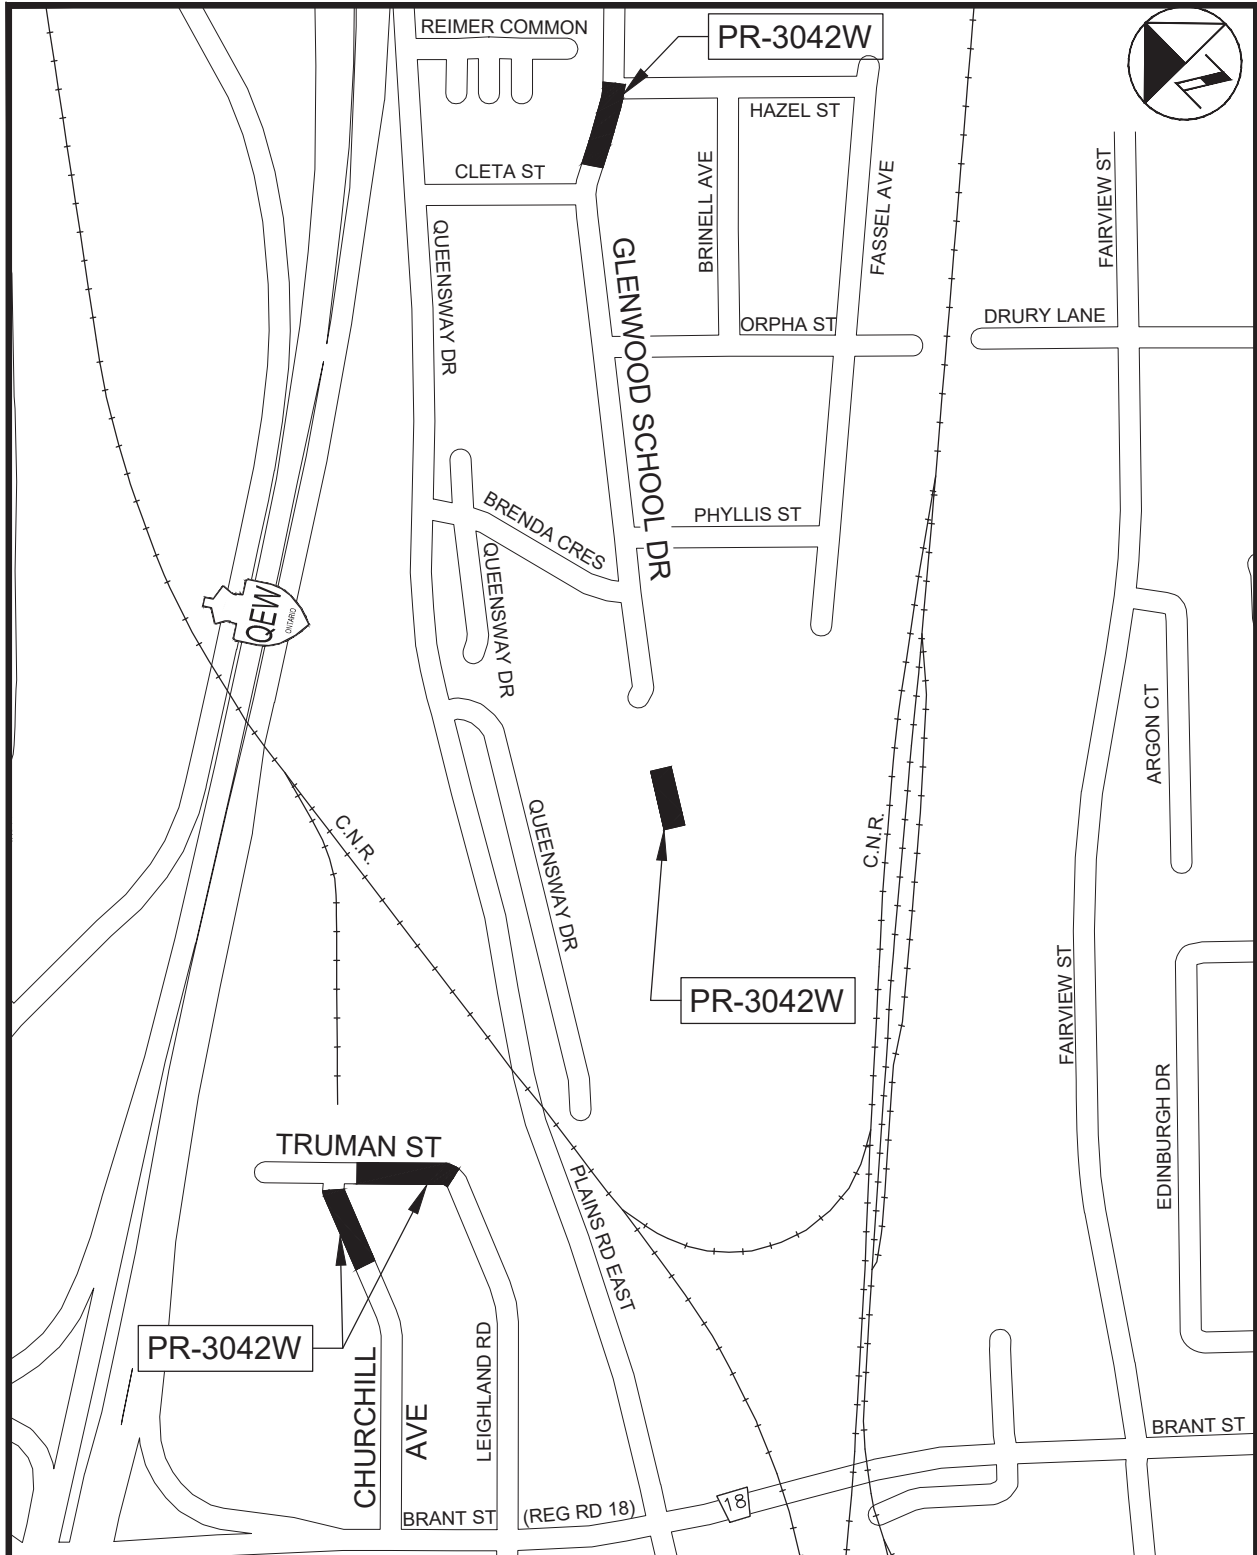 REIMER COMMON
PR-3042W
HAZEL ST
CLETA ST
BRINELL AVE
FASSEL AVE
FAIRVIEW ST
QUEENSWAY DR
GLENWOOD SCHOOL DR
ORPHA ST
DRURY LANE
BRENDA CRES
PHYLLIS ST
QUEENSWAY DR
QEW
ONTARIO
ARGON CT
C.N.R.
QUEENSWAY DR
C.N.R.
PR-3042W
FAIRVIEW ST
EDINBURGH DR
TRUMAN ST
PLAINS RD EAST
PR-3042W
CHURCHILL
AVE
LEIGHLAND RD
BRANT ST
BRANT ST
(REG RD 18)
18